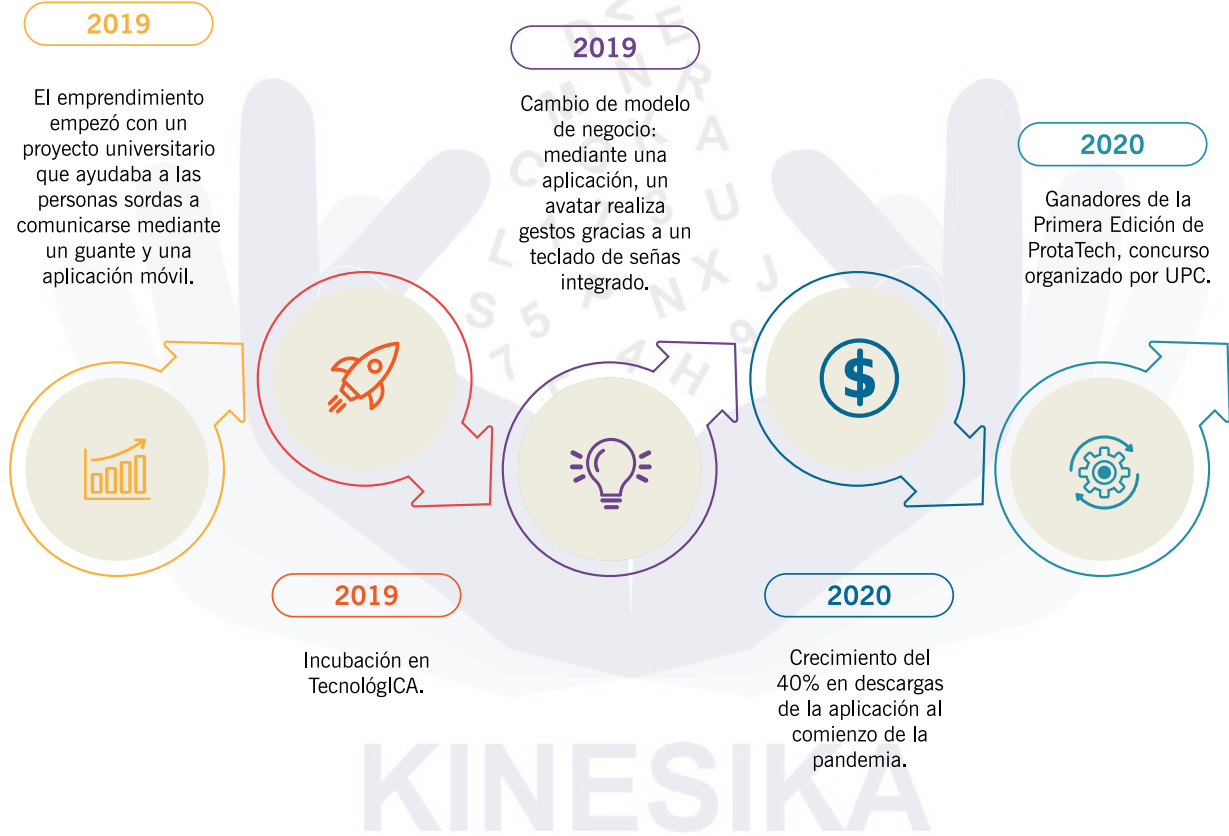 2019
El emprendimiento
empezó con un
proyecto universitario
que ayudaba a las
personas sordas a
comunicarse mediante
un guante y una
aplicación móvil.
2019
Incubación en
TecnológICA.
2019
Cambio de modelo
de negocio:
mediante una
aplicación, un
avatar realiza
gestos gracias a un
teclado de señas
integrado.
$
2020
Crecimiento del
40% en descargas
de la aplicación al
comienzo de la
pandemia.
2020
Ganadores de la
Primera Edición de
ProtaTech, concurso
organizado por UPC.
KINESIKA